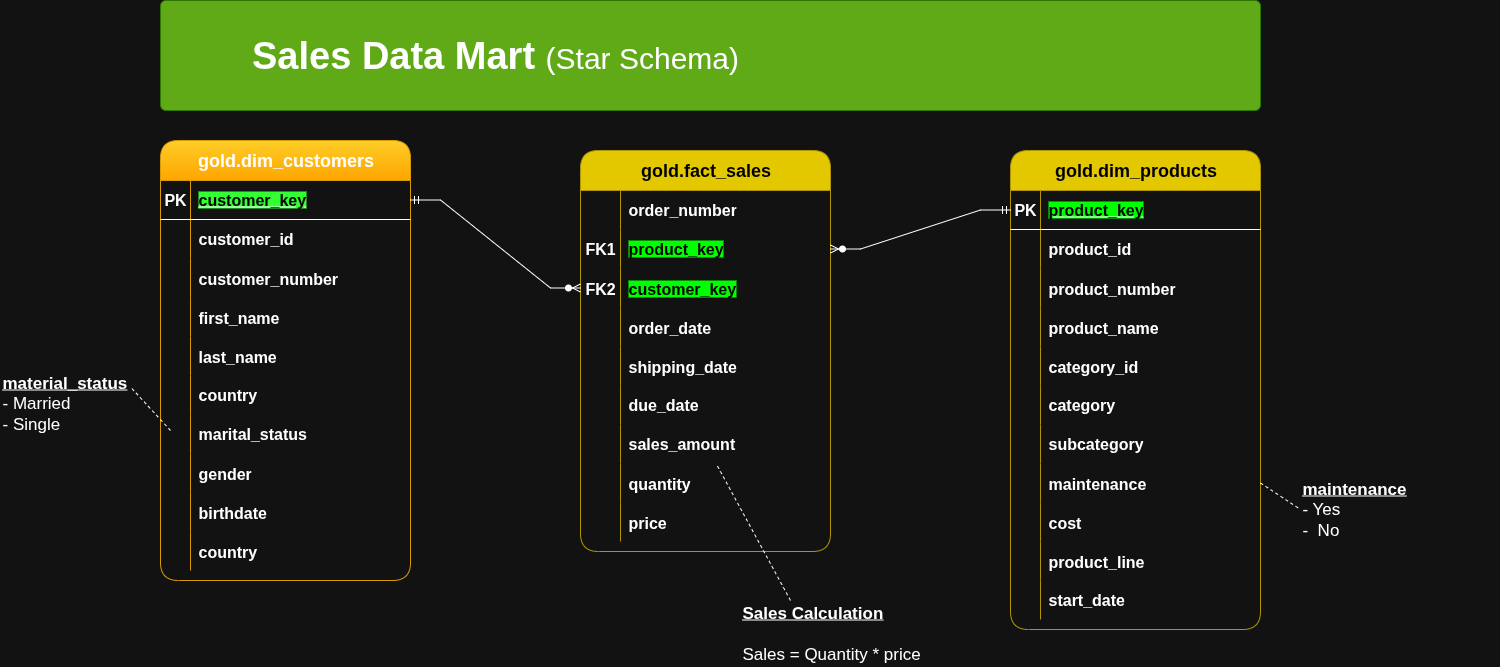 Sales Data Mart (Star Schema)
gold.dim_customers
PK customer_key
customer_id
customer_number
first_name
last_name
country
marital_status
gender
birthdate
country
material_status
- Married
- Single
gold.fact_sales
order_number
FK1 product_key
FK2 customer_key
order_date
shipping_date
due_date
sales_amount
quantity
price
Sales Calculation
Sales = Quantity * price
gold.dim_products
PK product_key
product_id
product_number
product_name
category_id
category
subcategory
maintenance
cost
product_line
start_date
maintenance
- Yes
- No